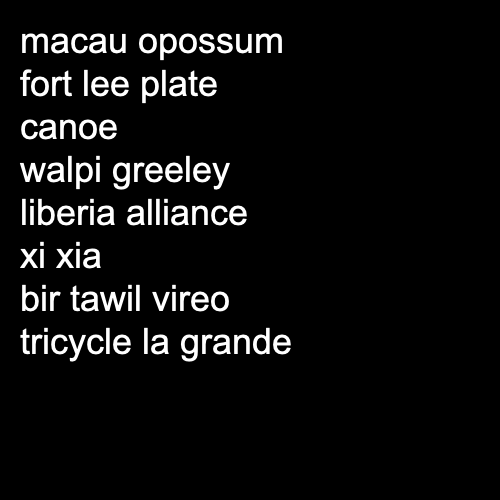 macau opossum
fort lee plate
canoe
walpi greeley
liberia alliance
xi xia
bir tawil vireo
tricycle la grande